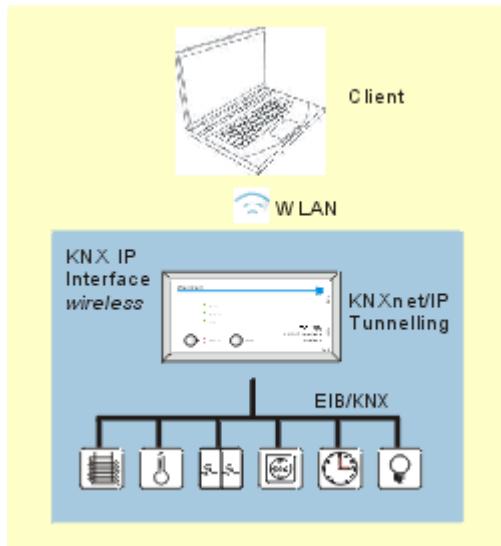 Client
WLAN
KNX IP
Interface
wireless
KNXnet/IP
Tunnelling
EIB/KNX